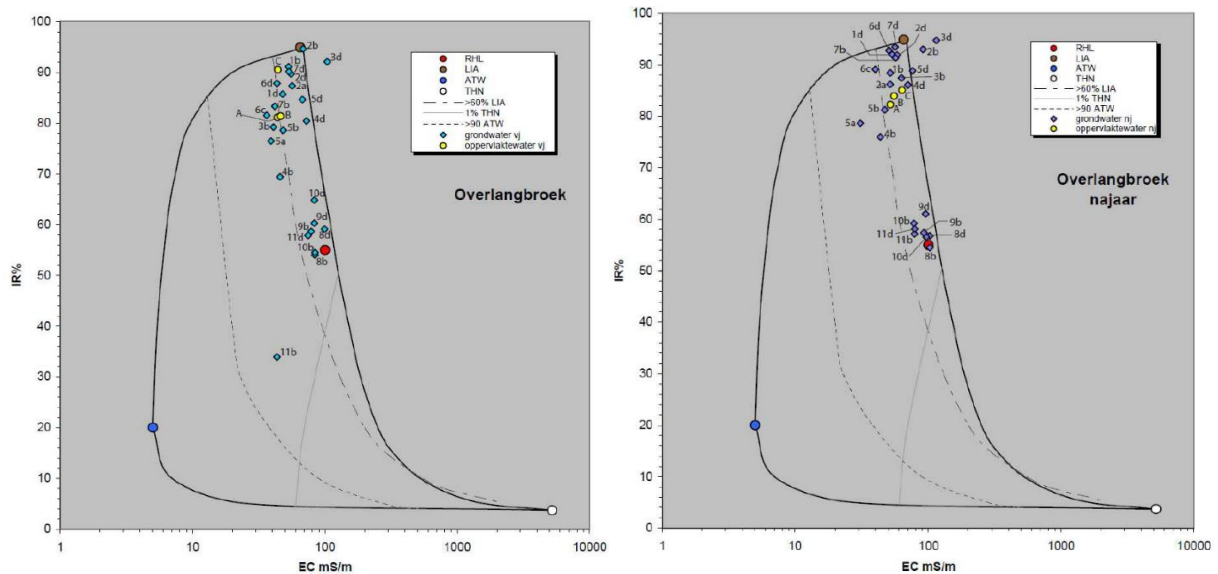 100
90
80
70
60
50
40
30
20
10
0
IR%
1
10
100
1000
10000
EC mS/m
RHL
LIA
ATW
THN
>60% LIA
1% THN
>90 ATW
grondwater vj
oppervlaktewater vj
Overlangbroek
2b
3d
C
1b
7d
2d
6d
2a
1d
5d
7b
6c
A
B
4d
3b
5b
5a
4b
10d
9d
9b
11d
8d
10b
8b
11b
100
90
80
70
60
50
40
30
20
10
0
IR%
1
10
100
1000
10000
EC mS/m
RHL
LIA
ATW
THN
>60% LIA
1% THN
>90 ATW
grondwater nj
oppervlaktewater nj
Overlangbroek
najaar
7d
6d
2d
1d
3d
2b
7b
6c
1b
5d
3b
2a
4d
C
B
5b
A
5a
4b
9d
10b
9b
11d
11b
8d
10d
8b